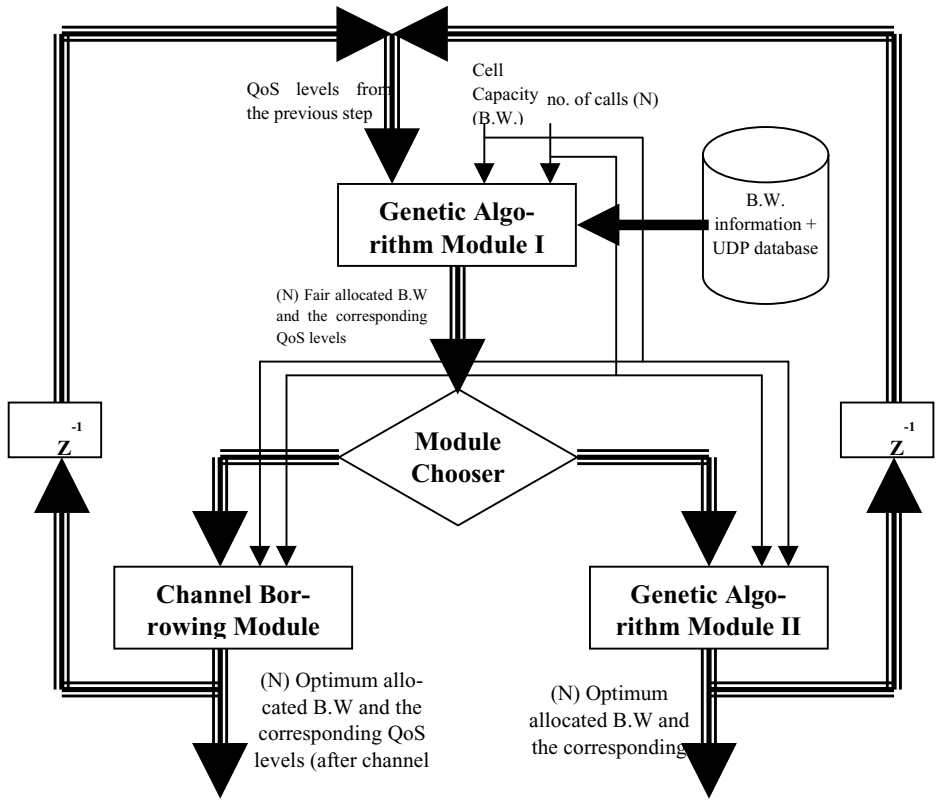 QoS levels from
the previous step
Cell
Capacity
(B.W.)
no. of calls (N)
B.W.
information +
UDP database
Genetic Algo-
rithm Module I
(N) Fair allocated B.W
and the corresponding
QoS levels
Z-1
Module
Chooser
Z-1
Channel Bor-
rowing Module
Genetic Algo-
rithm Module II
(N) Optimum allo-
cated B.W and the
corresponding QoS
levels (after channel
(N) Optimum
allocated B.W and
the corresponding